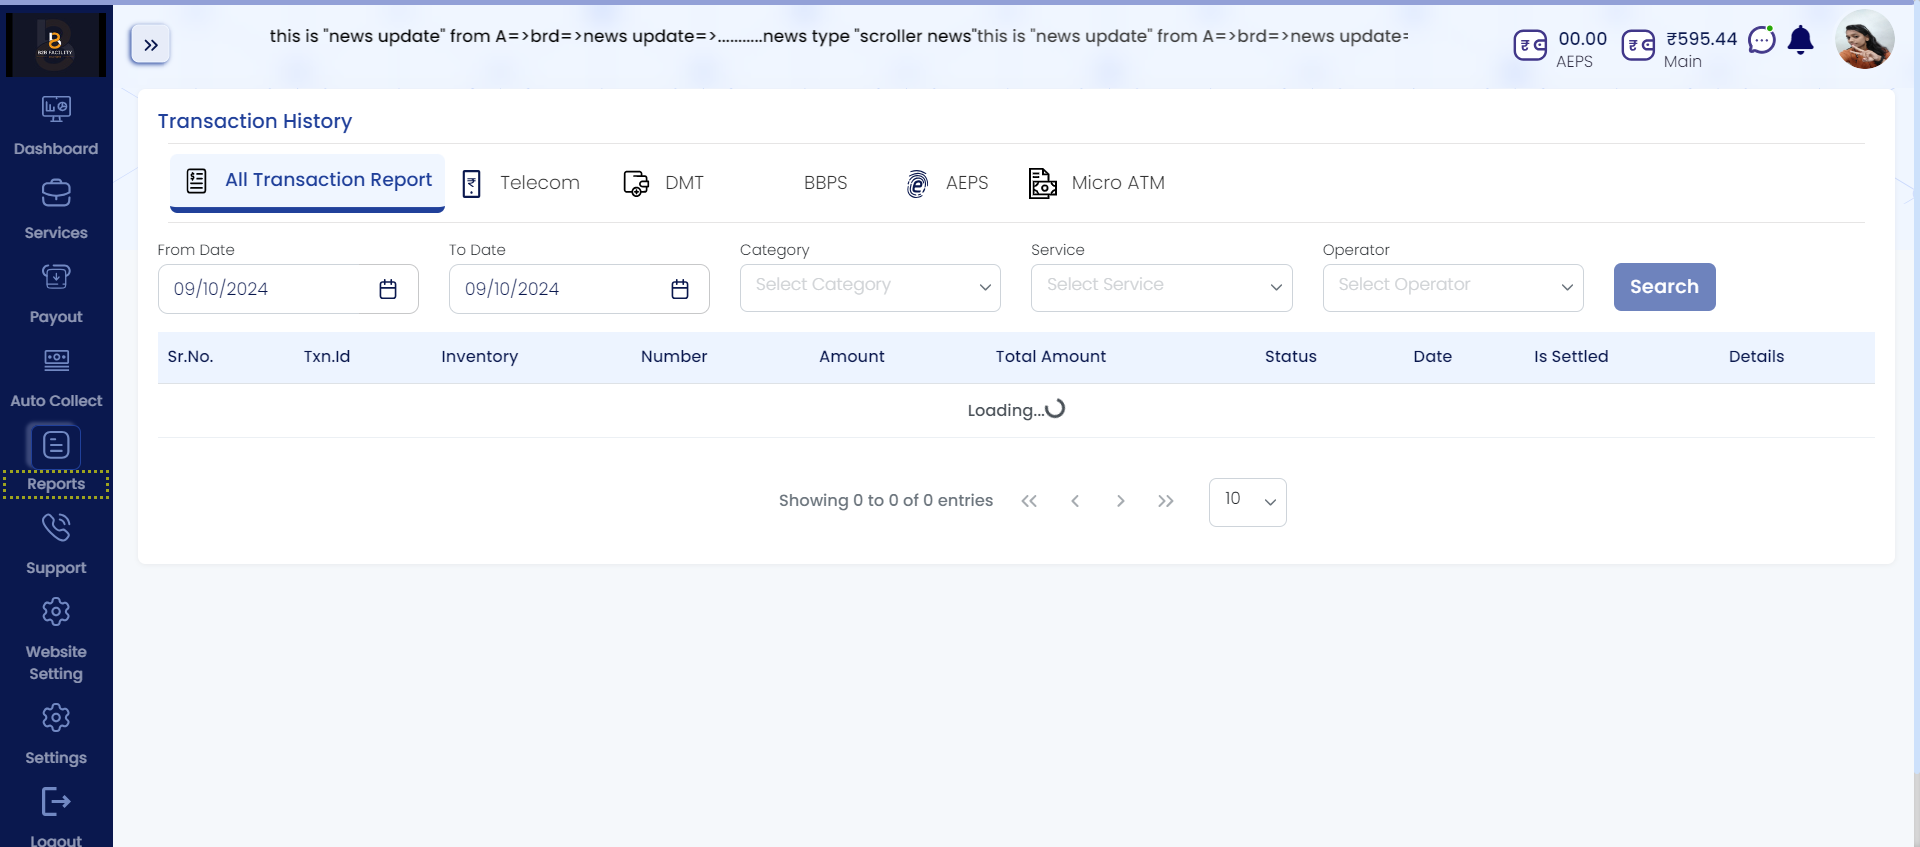 B2B FACILITY
this is "news update" from A=>brd=>news update=>...........news type "scroller news"this is "news update" from A=>brd=>news update=
00.00
AEPS
₹595.44
Main
Dashboard
Services
Payout
Auto Collect
Reports
Support
Website
Setting
Settings
Logout
Transaction History
All Transaction Report
Telecom
DMT
BBPS
AEPS
Micro ATM
From Date
To Date
Category
Service
Operator
09/10/2024
09/10/2024
Select Category
Select Service
Select Operator
Search
Sr.No. Txn.Id Inventory Number Amount Total Amount Status Date Is Settled Details
Loading...
Showing 0 to 0 of 0 entries
10